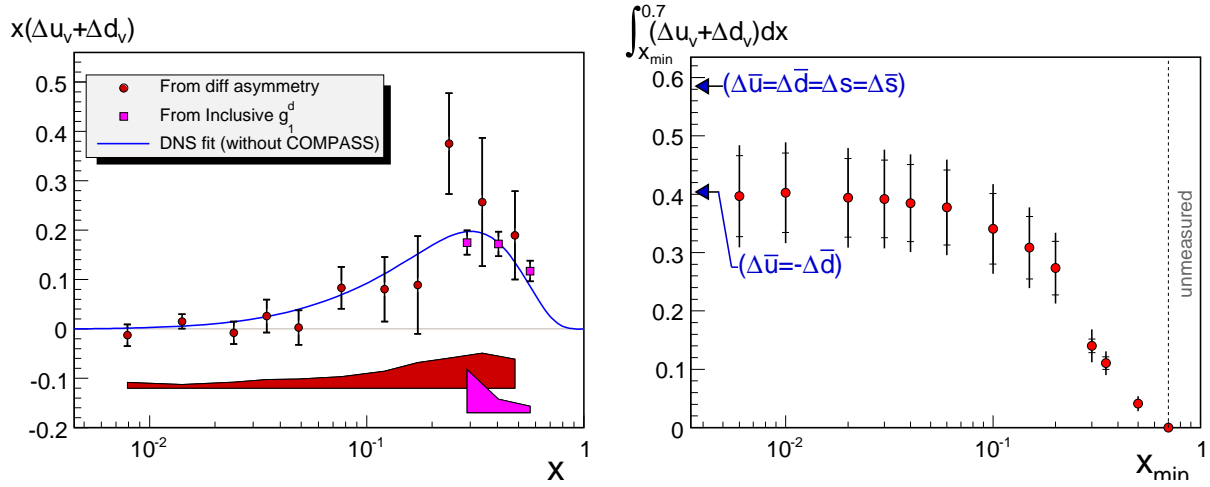 x(Δu_v+Δd_v)
0.5
0.4
0.3
0.2
0.1
0
-0.1
-0.2
From diff asymmetry
From Inclusive g_1^d
DNS fit (without COMPASS)
10^-2
10^-1
1
x
∫_{x_min}^{0.7}(Δu_v+Δd_v)dx
0.6
0.5
0.4
0.3
0.2
0.1
0
(Δū=Δd̄=Δs=Δs̄)
(Δū=-Δd̄)
unmeasured
10^-2
10^-1
1
x_min